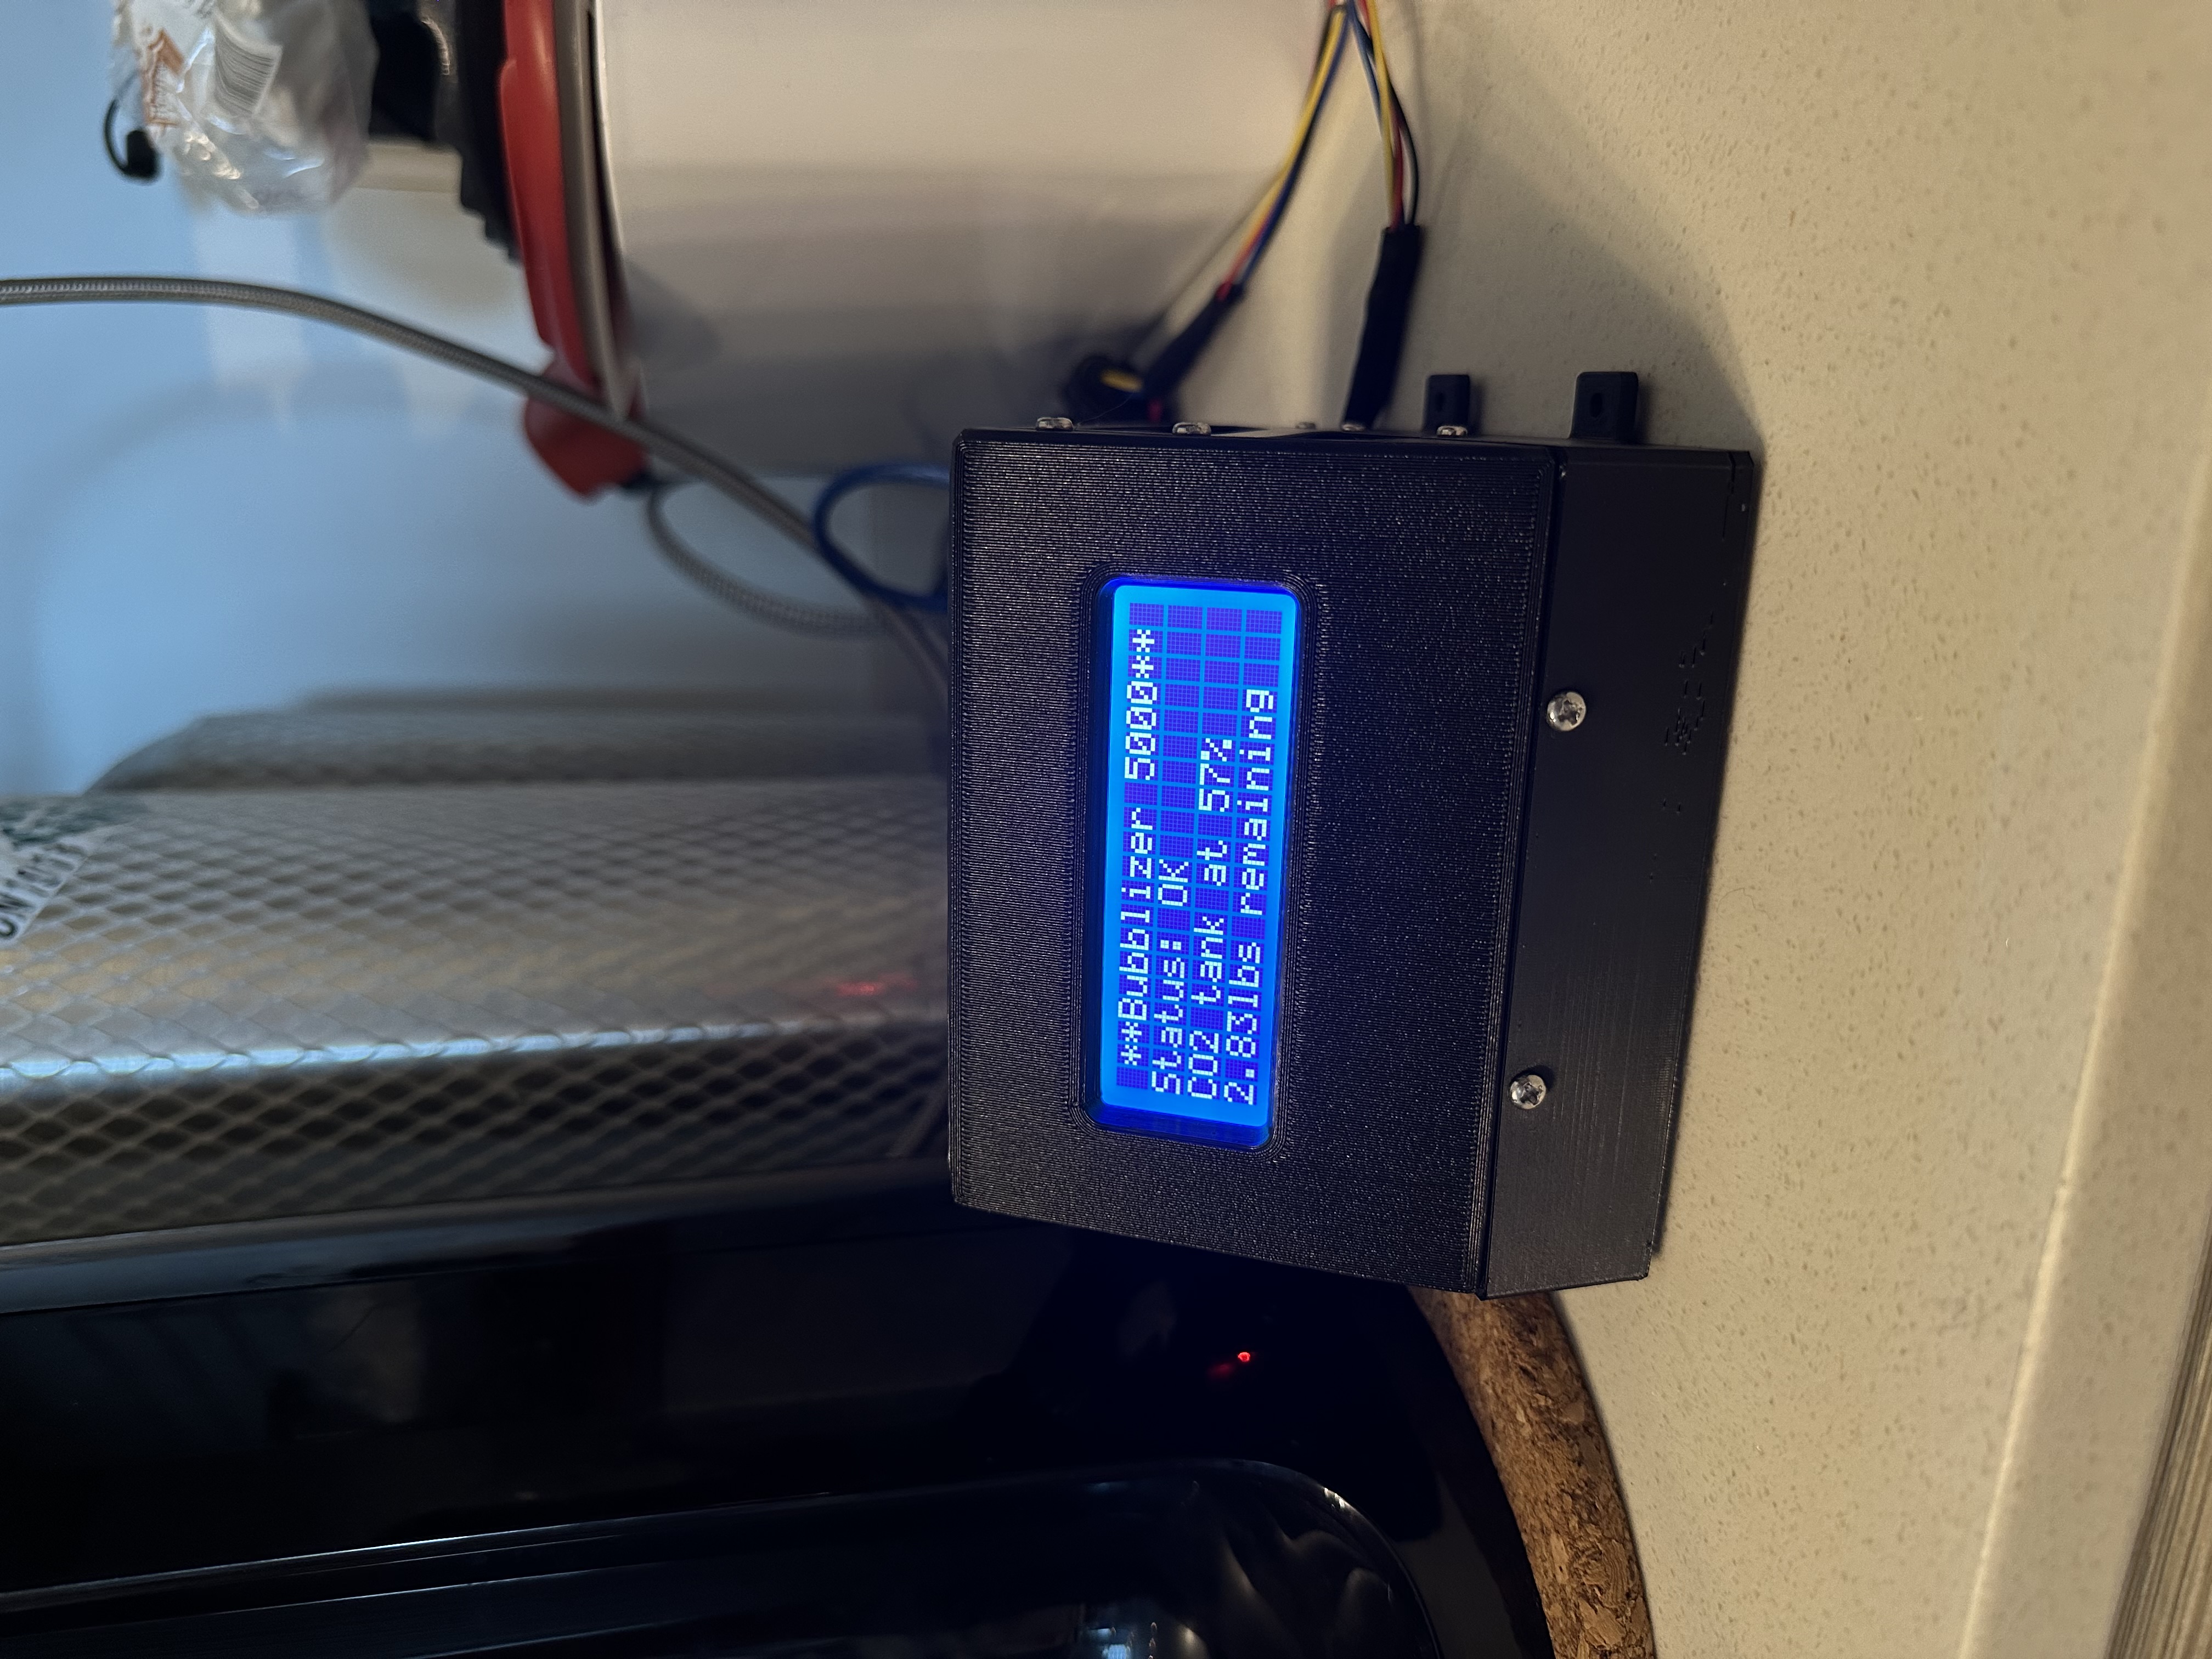 **Bubblizer 5000**
Status: OK
CO2 tank at 57%
2.83lbs remaining